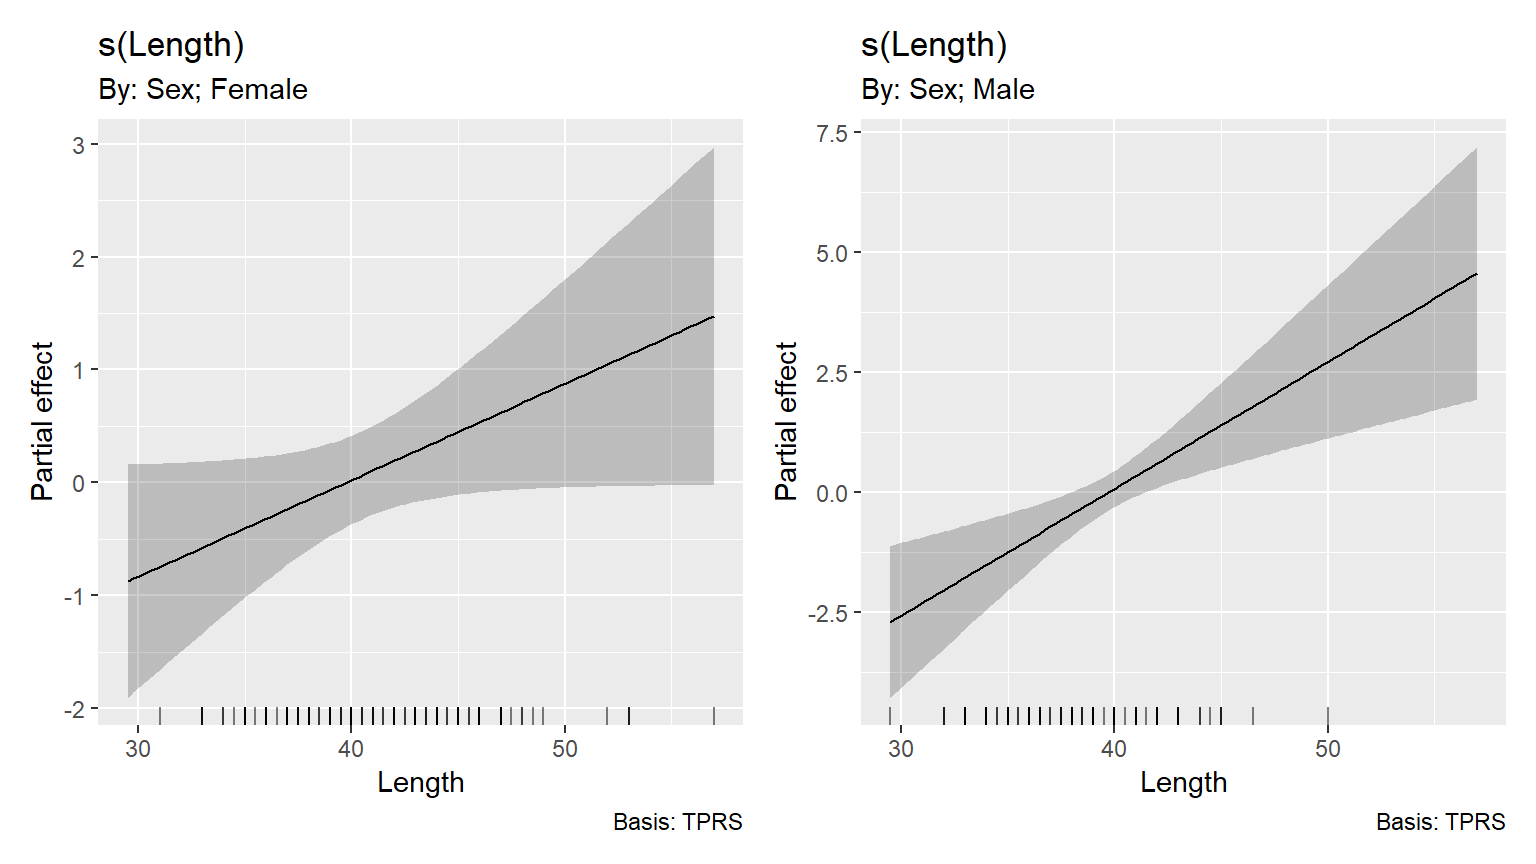 s(Length)
By: Sex; Female
3
2
1
0
-1
-2
Partial effect
30
40
50
Length
Basis: TPRS
s(Length)
By: Sex; Male
7.5
5.0
2.5
0.0
-2.5
Partial effect
30
40
50
Length
Basis: TPRS